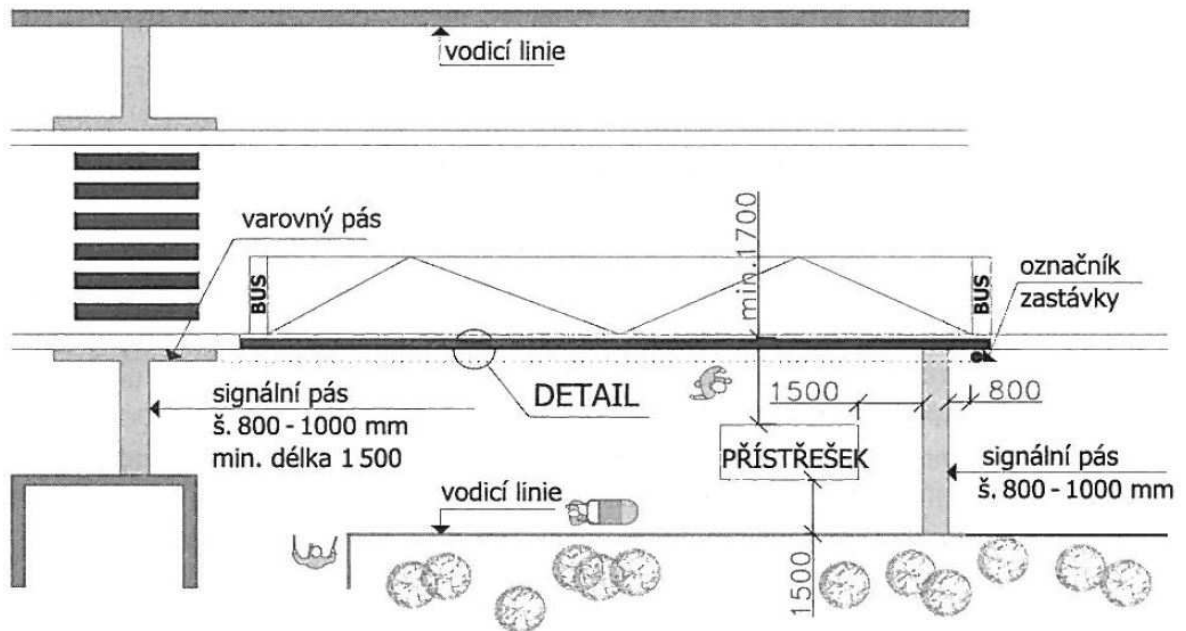 vodicí linie
varovný pás
min.1700
BUS
BUS
označník
zastávky
DETAIL
1500
800
signální pás
š. 800 - 1000 mm
min. délka 1 500
PŘÍSTŘEŠEK
signální pás
š. 800 - 1000 mm
vodicí linie
1500